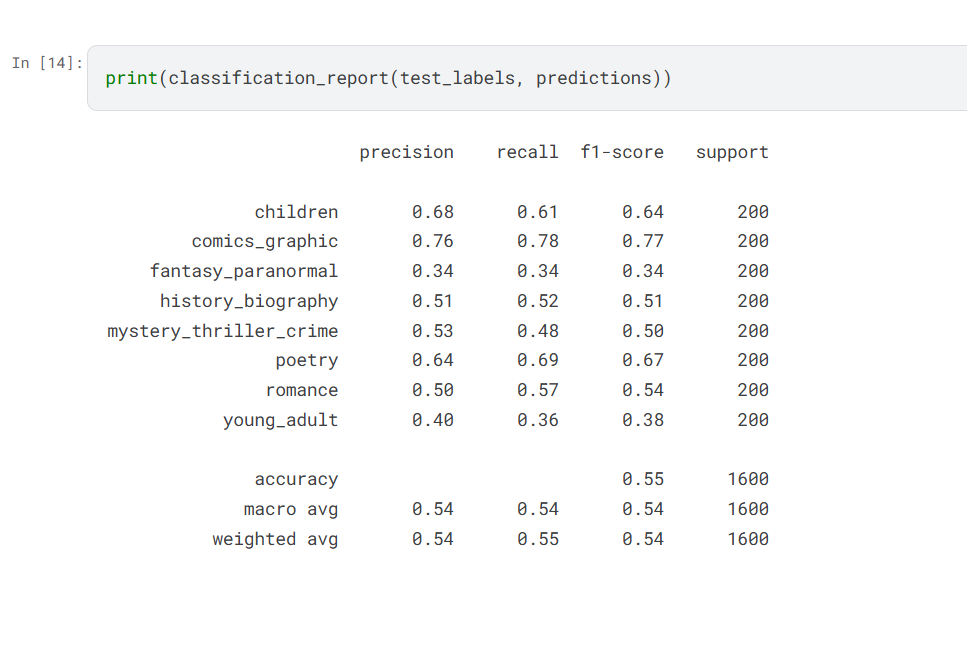 In [14]:
print(classification_report(test_labels, predictions))
precision recall f1-score support
children 0.68 0.61 0.64 200
comics_graphic 0.76 0.78 0.77 200
fantasy_paranormal 0.34 0.34 0.34 200
history_biography 0.51 0.52 0.51 200
mystery_thriller_crime 0.53 0.48 0.50 200
poetry 0.64 0.69 0.67 200
romance 0.50 0.57 0.54 200
young_adult 0.40 0.36 0.38 200
accuracy 0.55 1600
macro avg 0.54 0.54 0.54 1600
weighted avg 0.54 0.55 0.54 1600